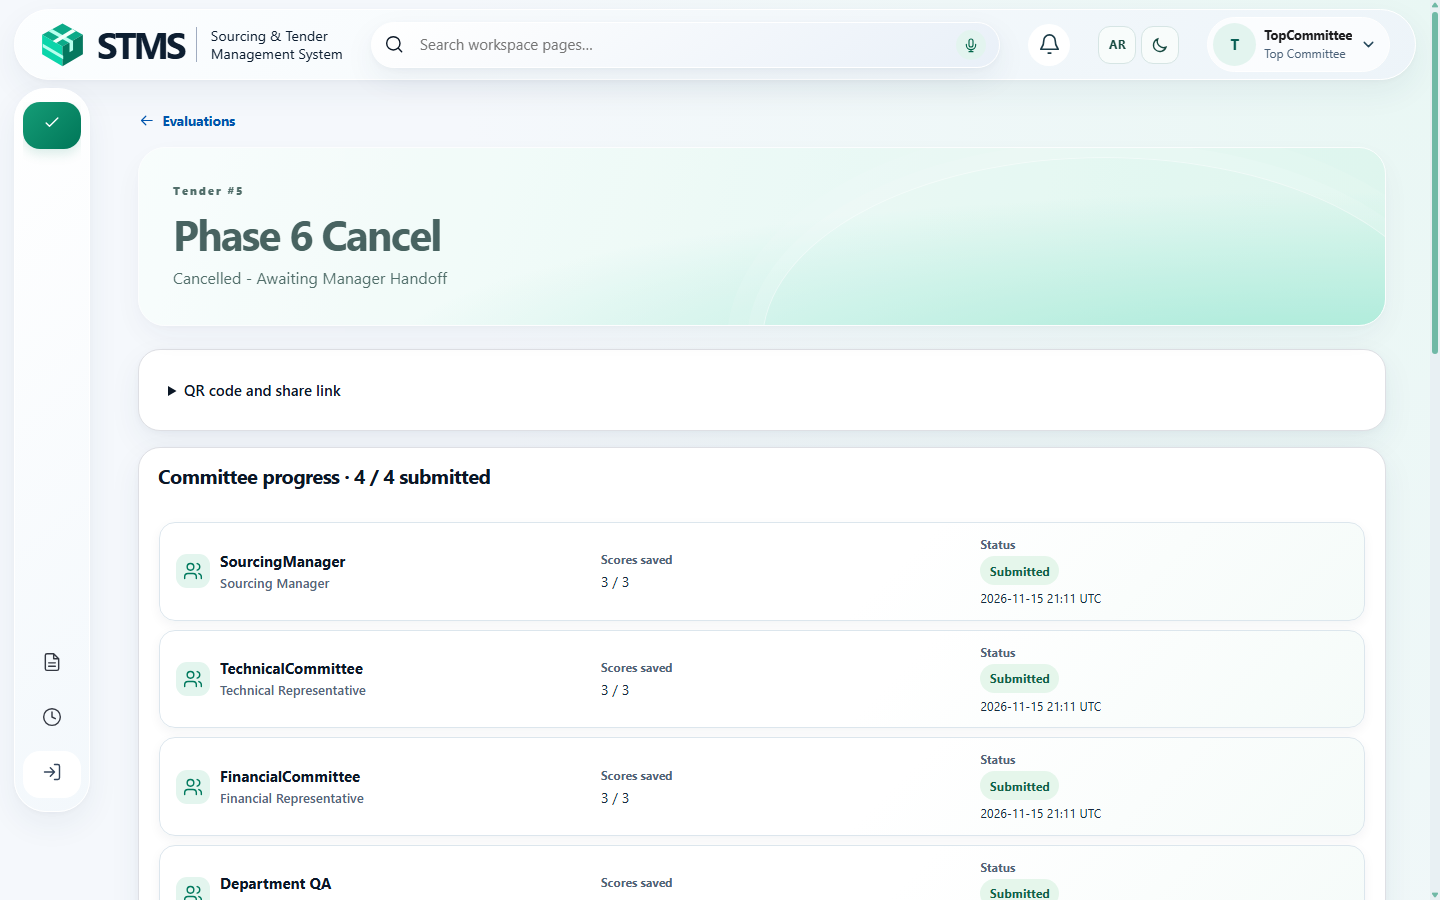 STMS
Sourcing & Tender
Management System
Search workspace pages...
AR
T
TopCommittee
Top Committee
Evaluations
Tender #5
Phase 6 Cancel
Cancelled - Awaiting Manager Handoff
QR code and share link
Committee progress · 4 / 4 submitted
SourcingManager
Sourcing Manager
Scores saved
3 / 3
Status
Submitted
2026-11-15 21:11 UTC
TechnicalCommittee
Technical Representative
Scores saved
3 / 3
Status
Submitted
2026-11-15 21:11 UTC
FinancialCommittee
Financial Representative
Scores saved
3 / 3
Status
Submitted
2026-11-15 21:11 UTC
Department QA
Scores saved
Status
Submitted